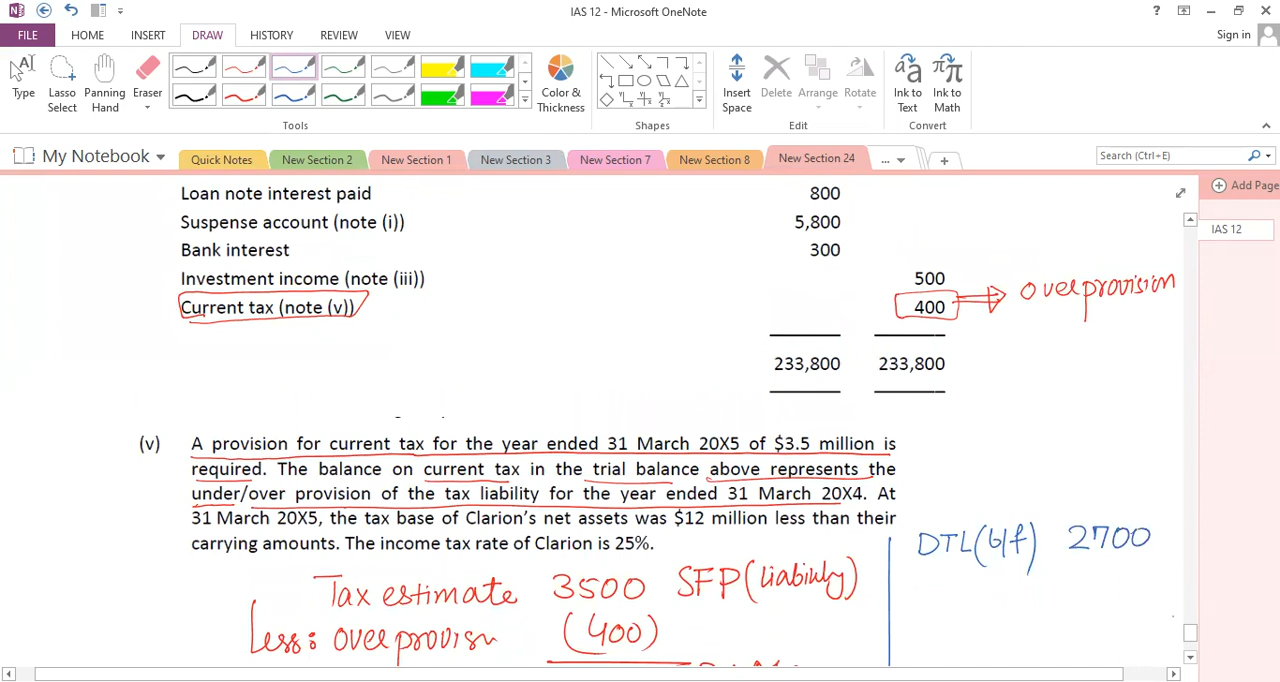 IAS 12 - Microsoft OneNote
?
FILE HOME INSERT DRAW HISTORY REVIEW VIEW
Sign in
Type
Lasso Select
Panning Hand
Eraser
Color & Thickness
Insert Space
Delete
Arrange
Rotate
Ink to Text
Ink to Math
Tools Shapes Edit Convert
My Notebook
Quick Notes New Section 2 New Section 1 New Section 3 New Section 7 New Section 8 New Section 24 ...
Search (Ctrl+E)
Add Page
IAS 12
Loan note interest paid 800
Suspense account (note (i)) 5,800
Bank interest 300
Investment income (note (iii)) 500
Current tax (note (v)) 400 overprovision
233,800 233,800
(v) A provision for current tax for the year ended 31 March 20X5 of $3.5 million is
required. The balance on current tax in the trial balance above represents the
under/over provision of the tax liability for the year ended 31 March 20X4. At
31 March 20X5, the tax base of Clarion's net assets was $12 million less than their
carrying amounts. The income tax rate of Clarion is 25%.
DTL(b/f) 2700
Tax estimate 3500 SFP(liability)
Less: overprovisn (400)